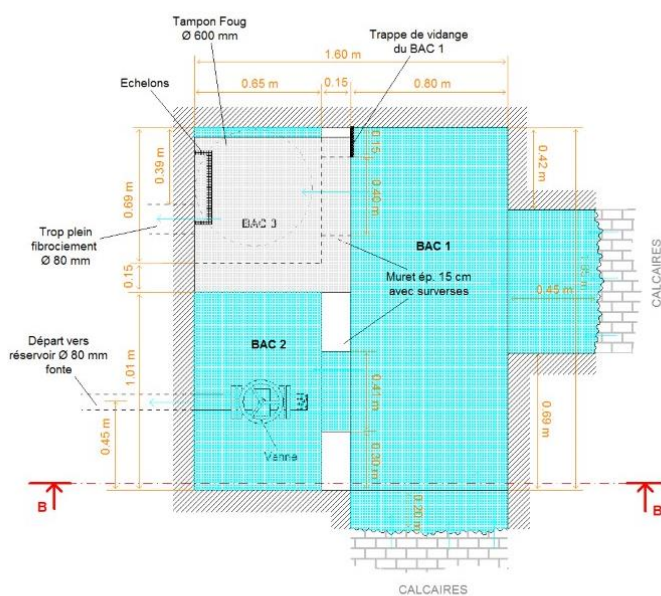 Tampon Foug
Ø 600 mm
Trappe de vidange
du BAC 1
1.60 m
Echelons
0.65 m
0.15
0.80 m
0.39 m
0.69 m
0.15
0.40 m
0.42 m
BAC 3
BAC 1
Trop plein
fibrociement
Ø 80 mm
0.15
Muret ép. 15 cm
avec surverses
0.45 m
CALCAIRES
Départ vers
réservoir Ø 80 mm
fonte
BAC 2
1.01 m
0.41 m
0.69 m
0.45 m
Vanne
0.30 m
B
B
0.20 m
CALCAIRES